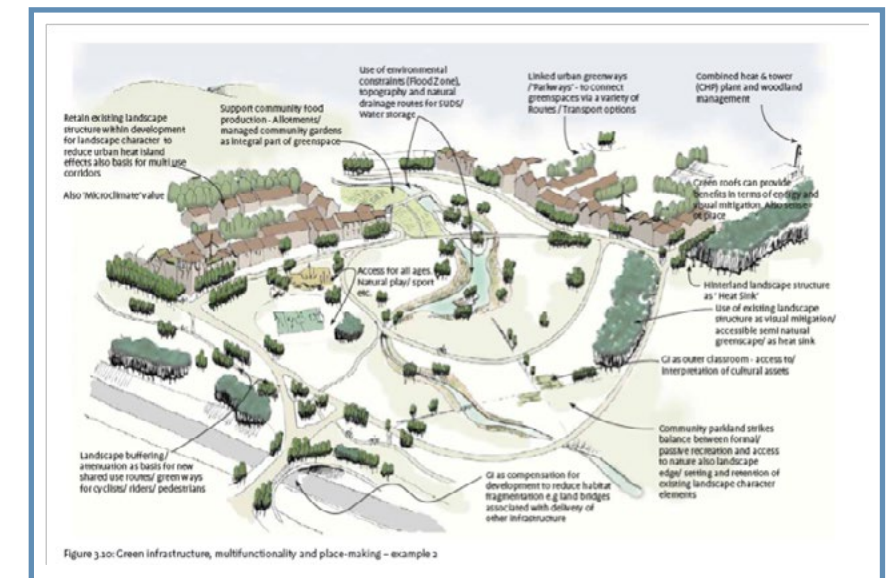 Use of environmental
constraints (Flood Zone),
topography and natural
drainage routes for SUDS/
Water storage
Linked urban greenways
/'Parkways' - to connect
greenspaces via a variety of
Routes / Transport options
Combined heat & tower
(CHP) plant and woodland
management
Retain existing landscape
structure within development
for landscape character to
reduce urban heat island
effects also basis for multi use
corridors
Also 'Microclimate' value
Support community food
production - Allotments/
managed community gardens
as integral part of greenspace
Green roofs can provide
benefits in terms of energy and
visual mitigation. Also sense
of place
Access for all ages.
Natural play/ sport
etc.
Hinterland landscape structure
as 'Heat Sink'
Use of existing landscape
structure as visual mitigation/
accessible semi natural
greenscape/ as heat sink
GI as outer classroom - access to/
interpretation of cultural assets
Community parkland strikes
balance between formal/
passive recreation and access
to nature also landscape
edge/ setting and retention of
existing landscape character
elements
Landscape buffering/
attenuation as basis for new
shared use routes/ green ways
for cyclists/ riders/ pedestrians
GI as compensation for
development to reduce habitat
fragmentation e.g land bridges
associated with delivery of
other infrastructure
Figure 3.10: Green infrastructure, multifunctionality and place-making – example 2